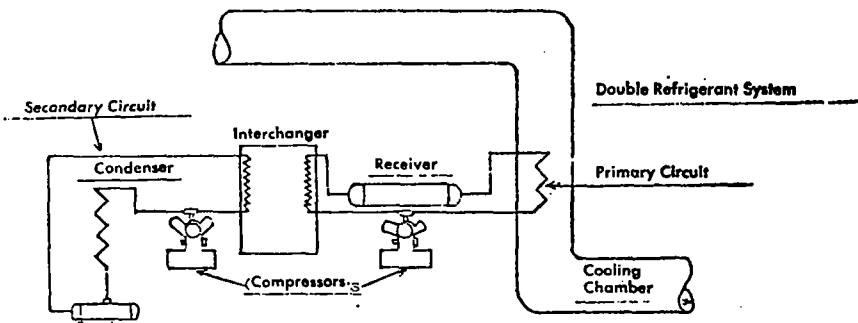 Double Refrigerant System
Secondary Circuit
Interchanger
Condenser
Receiver
Primary Circuit
Cooling
Chamber
(Compressors.s